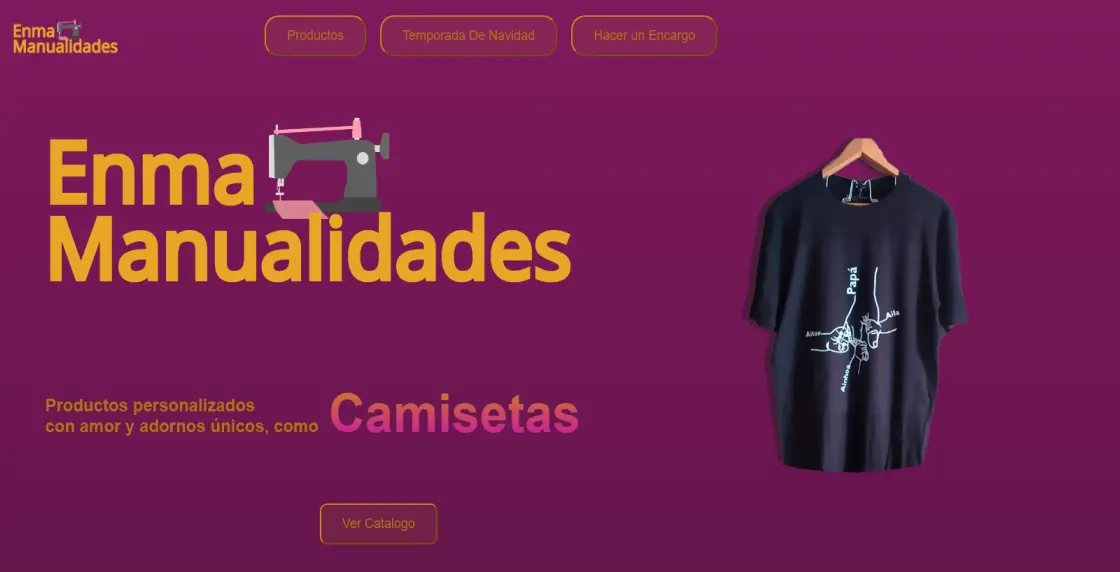 Enma
Manualidades
Productos
Temporada De Navidad
Hacer un Encargo
Enma
Manualidades
Productos personalizados
con amor y adornos únicos, como
Camisetas
Ver Catalogo
Papá
Aitor
Aila
Ainhoa